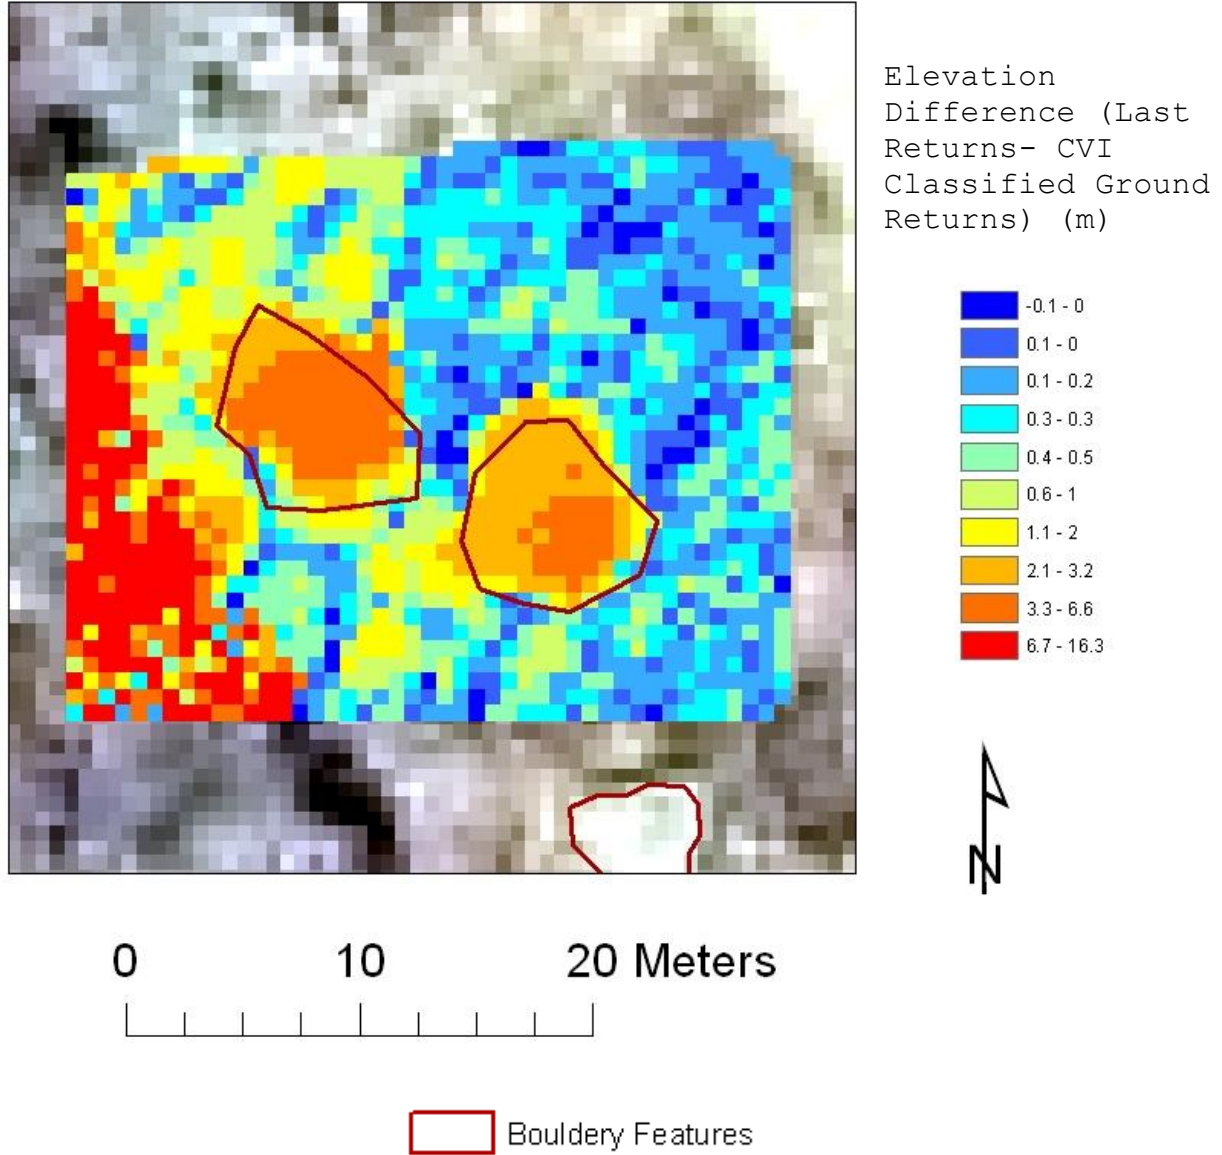 Elevation
Difference (Last
Returns- CVI
Classified Ground
Returns) (m)
-0.1 - 0
0.1 - 0
0.1 - 0.2
0.3 - 0.3
0.4 - 0.5
0.6 - 1
1.1 - 2
2.1 - 3.2
3.3 - 6.6
6.7 - 16.3
N
0 10 20 Meters
Bouldery Features